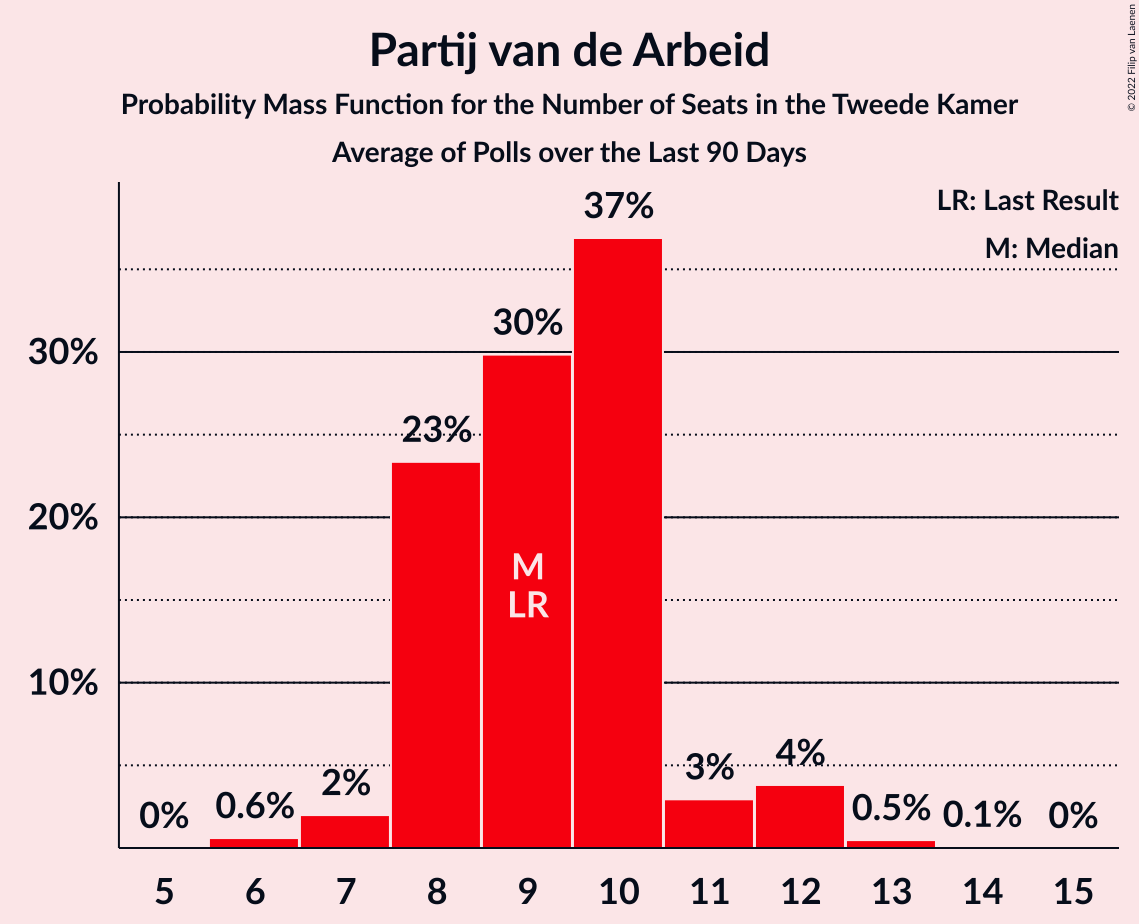 Partij van de Arbeid
Probability Mass Function for the Number of Seats in the Tweede Kamer
Average of Polls over the Last 90 Days
© 2022 Filip van Laenen
LR: Last Result
M: Median
37%
30%
23%
M
LR
0%
0.6%
2%
3%
4%
0.5%
0.1%
0%
30%
20%
10%
5 6 7 8 9 10 11 12 13 14 15